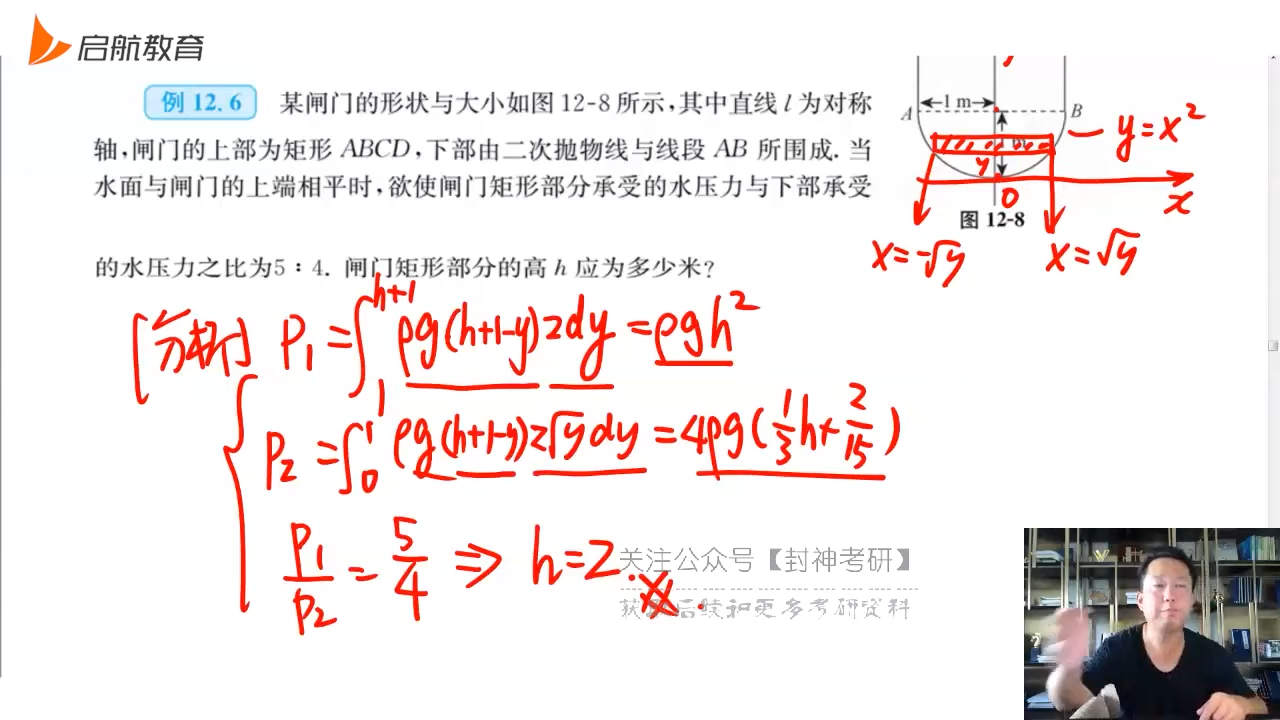 启航教育
例 12.6 某闸门的形状与大小如图 12-8 所示,其中直线 l 为对称
轴,闸门的上部为矩形 ABCD,下部由二次抛物线与线段 AB 所围成. 当
水面与闸门的上端相平时,欲使闸门矩形部分承受的水压力与下部承受
的水压力之比为5∶4. 闸门矩形部分的高 h 应为多少米?
A 1 m B
y=x²
y
O x
图 12-8
x=-√y x=√y
[分析] P₁=∫₁^(h+1) ρg(h+1-y)2dy=ρgh²
P₂=∫₀^1 ρg(h+1-y)2√y dy=4ρg(1/3 h+2/15)
P₁/P₂=5/4 ⇒ h=2.
关注公众号【封神考研】
获取后续和更多考研资料